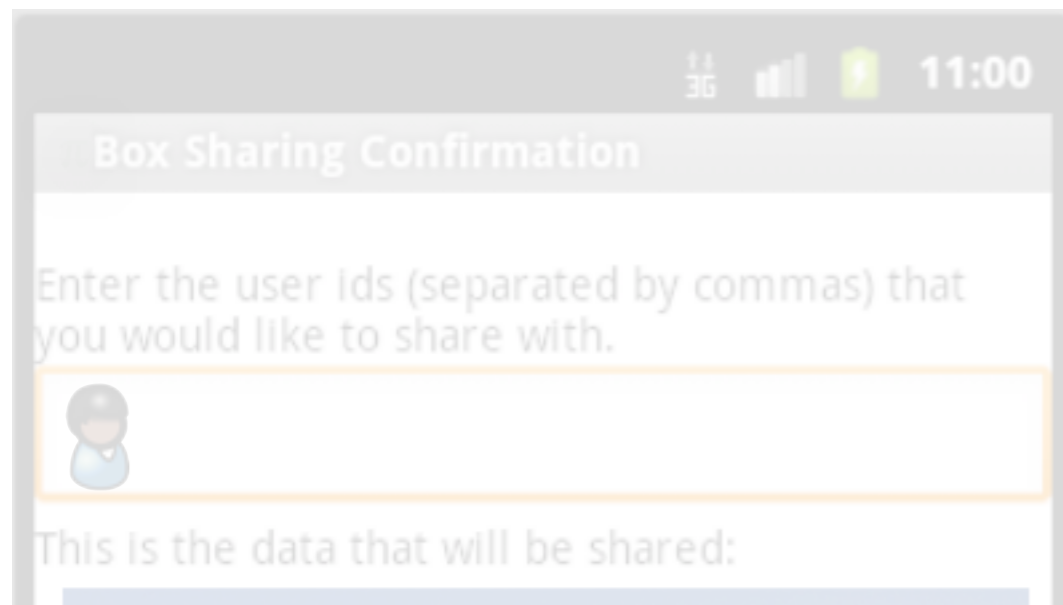 3G 11:00
Box Sharing Confirmation
Enter the user ids (separated by commas) that
you would like to share with.
This is the data that will be shared: